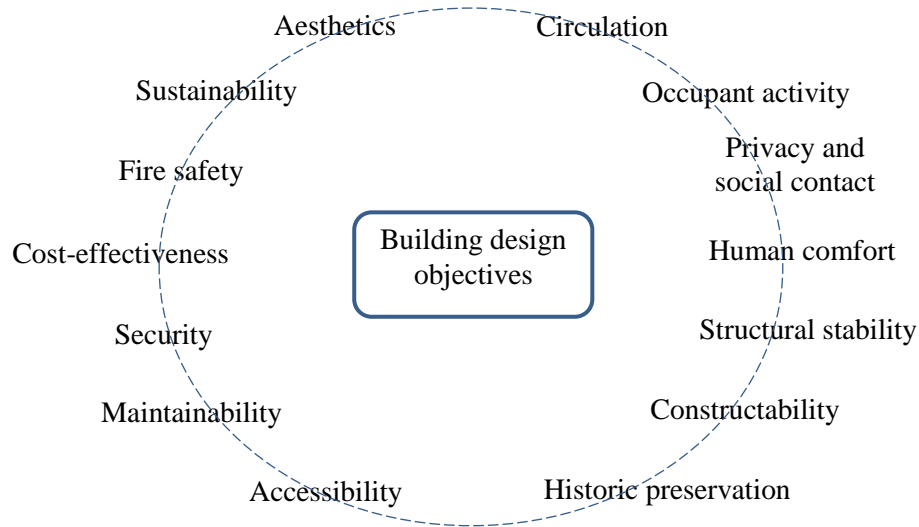 Aesthetics
Circulation
Sustainability
Occupant activity
Privacy and
social contact
Fire safety
Building design
objectives
Cost-effectiveness
Human comfort
Security
Structural stability
Maintainability
Constructability
Accessibility
Historic preservation